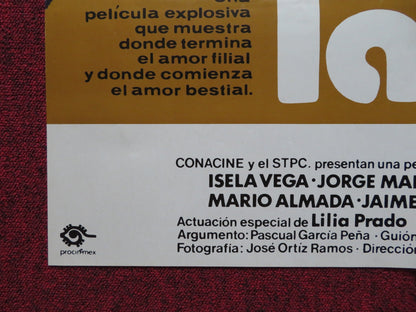 una
película explosiva
que muestra
donde termina
el amor filial
y donde comienza
el amor bestial.
la
CONACINE y el STPC. presentan una pe
ISELA VEGA·JORGE
MARIO ALMADA·JAIME
Actuación especial de Lilia Prado
Argumento: Pascual García Peña · Guión
Fotografía: José Ortíz Ramos · Direcció
procinemex